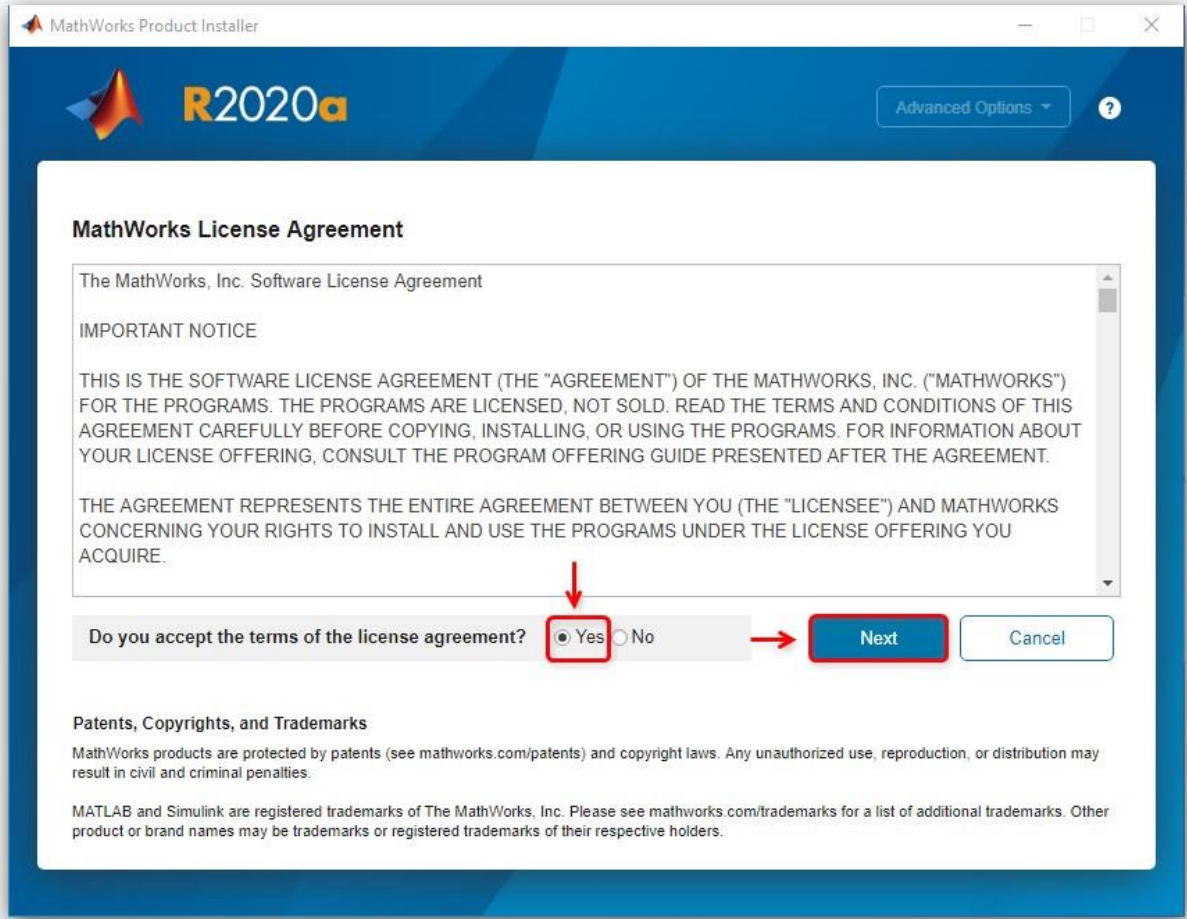 MathWorks Product Installer
R2020a
Advanced Options
?
MathWorks License Agreement
The MathWorks, Inc. Software License Agreement
IMPORTANT NOTICE
THIS IS THE SOFTWARE LICENSE AGREEMENT (THE "AGREEMENT") OF THE MATHWORKS, INC. ("MATHWORKS")
FOR THE PROGRAMS. THE PROGRAMS ARE LICENSED, NOT SOLD. READ THE TERMS AND CONDITIONS OF THIS
AGREEMENT CAREFULLY BEFORE COPYING, INSTALLING, OR USING THE PROGRAMS. FOR INFORMATION ABOUT
YOUR LICENSE OFFERING, CONSULT THE PROGRAM OFFERING GUIDE PRESENTED AFTER THE AGREEMENT.
THE AGREEMENT REPRESENTS THE ENTIRE AGREEMENT BETWEEN YOU (THE "LICENSEE") AND MATHWORKS
CONCERNING YOUR RIGHTS TO INSTALL AND USE THE PROGRAMS UNDER THE LICENSE OFFERING YOU
ACQUIRE.
Do you accept the terms of the license agreement? Yes No Next Cancel
Patents, Copyrights, and Trademarks
MathWorks products are protected by patents (see mathworks.com/patents) and copyright laws. Any unauthorized use, reproduction, or distribution may
result in civil and criminal penalties.
MATLAB and Simulink are registered trademarks of The MathWorks, Inc. Please see mathworks.com/trademarks for a list of additional trademarks. Other
product or brand names may be trademarks or registered trademarks of their respective holders.